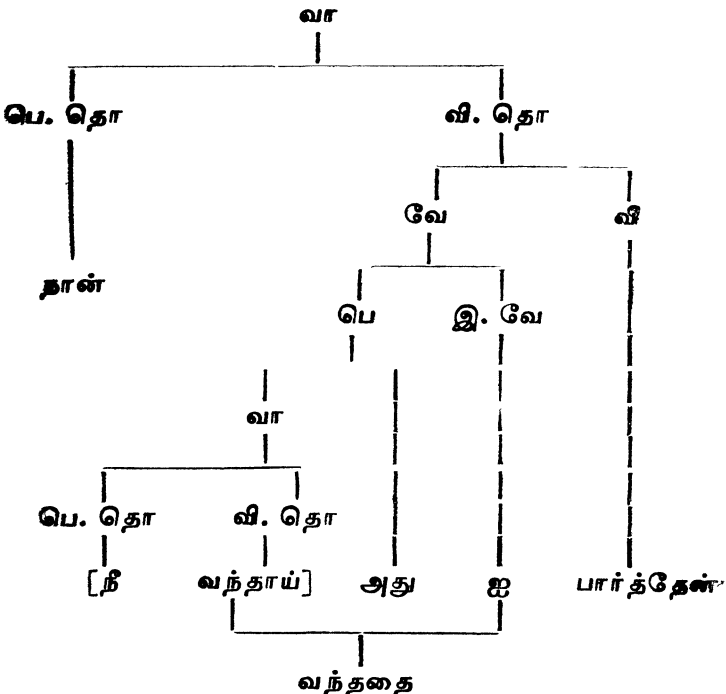 வா
பெ. தொ வி. தொ
வே வி
நான்
பெ இ. வே
வா
பெ. தொ வி. தொ
[நீ வந்தாய்] அது ஐ பார்த்தேன்
வந்ததை